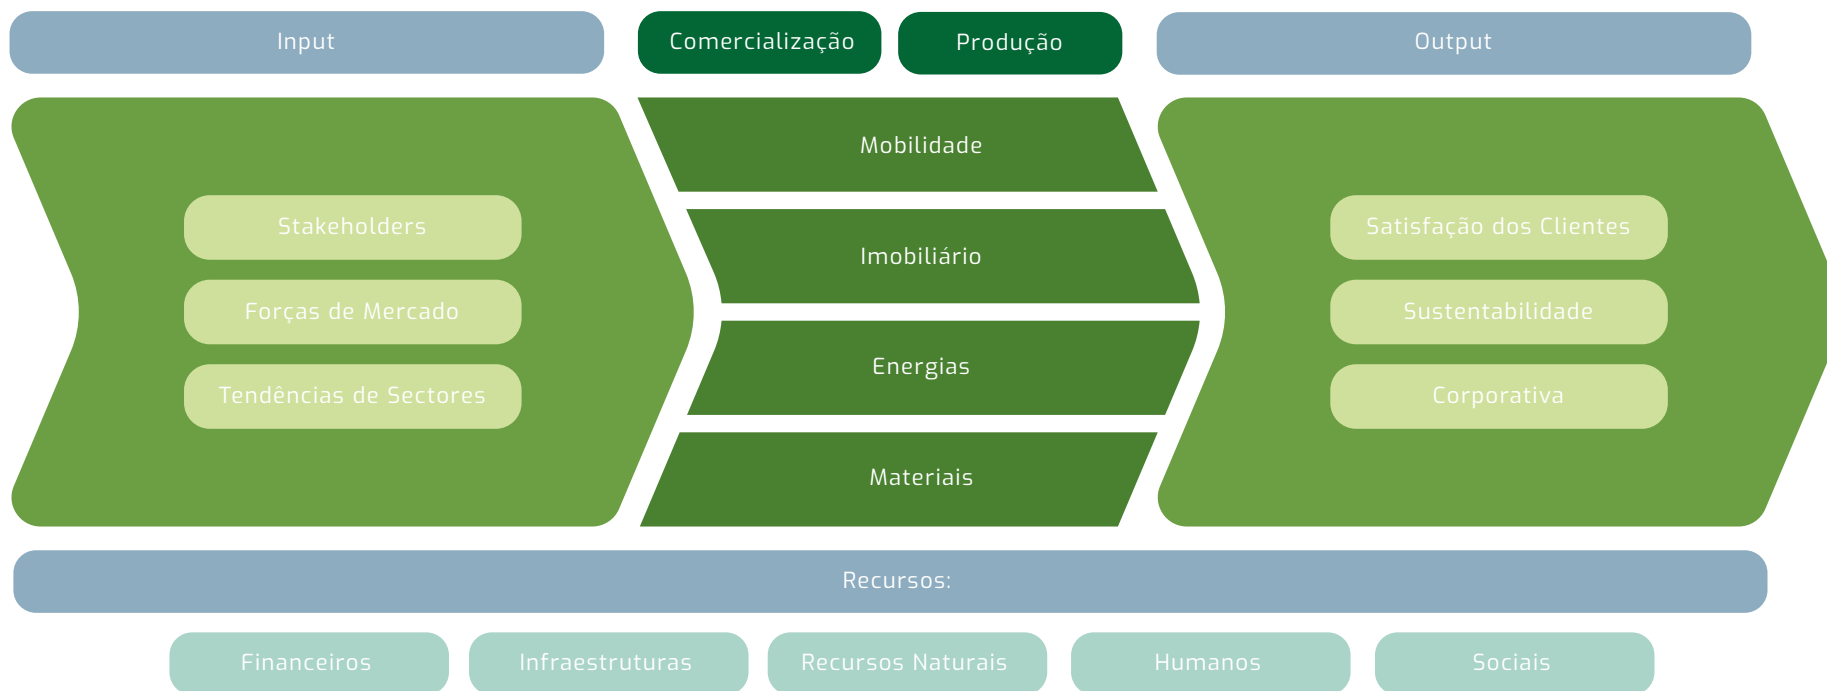 Input
Comercialização
Produção
Output
Stakeholders
Forças de Mercado
Tendências de Sectores
Mobilidade
Imobiliário
Energias
Materiais
Satisfação dos Clientes
Sustentabilidade
Corporativa
Recursos:
Financeiros
Infraestruturas
Recursos Naturais
Humanos
Sociais